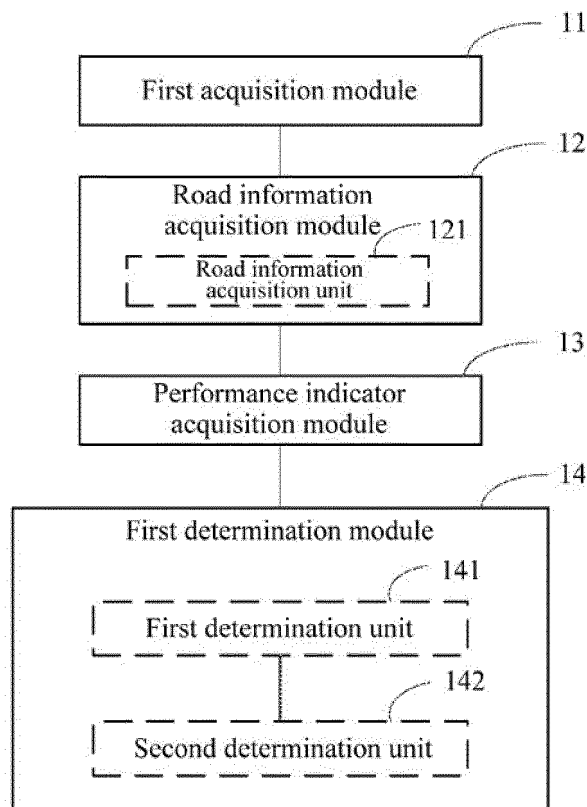 11
First acquisition module
12
Road information
acquisition module
121
Road information
acquisition unit
13
Performance indicator
acquisition module
14
First determination module
141
First determination unit
142
Second determination unit